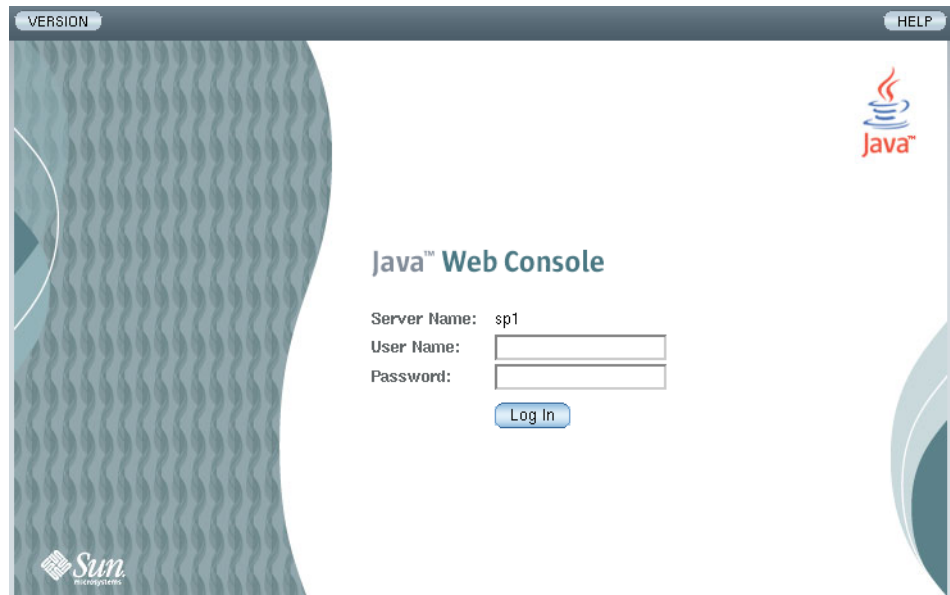 VERSION
HELP
Java™
Java™ Web Console
Server Name: sp1
User Name:
Password:
Log In
Sun
Microsystems